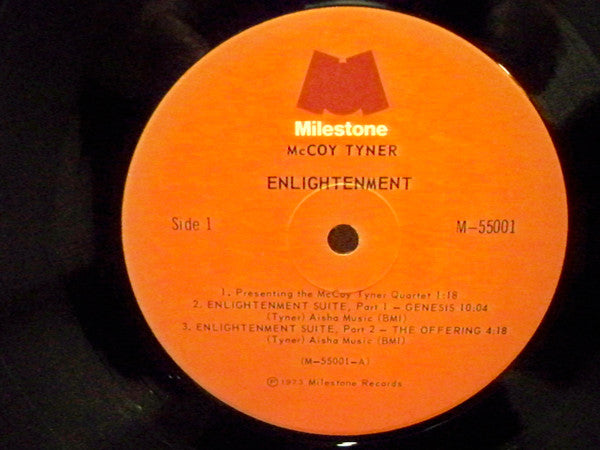 Milestone
McCOY TYNER
ENLIGHTENMENT
Side 1
M-55001
1. Presenting the McCoy Tyner Quartet 1:18
2. ENLIGHTENMENT SUITE, Part 1 – GENESIS 10:04
(Tyner) Aisha Music (BMI)
3. ENLIGHTENMENT SUITE, Part 2 – THE OFFERING 4:18
(Tyner) Aisha Music (BMI)
(M-55001-A)
℗ 1973 Milestone Records